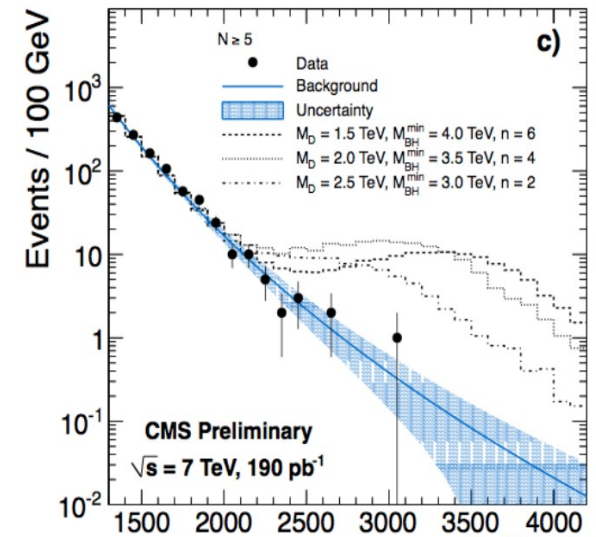 Events / 100 GeV
10³
10²
10
1
10⁻¹
10⁻²
c)
N ≥ 5
Data
Background
Uncertainty
M_D = 1.5 TeV, M_BH^min = 4.0 TeV, n = 6
M_D = 2.0 TeV, M_BH^min = 3.5 TeV, n = 4
M_D = 2.5 TeV, M_BH^min = 3.0 TeV, n = 2
CMS Preliminary
√s = 7 TeV, 190 pb⁻¹
1500 2000 2500 3000 3500 4000